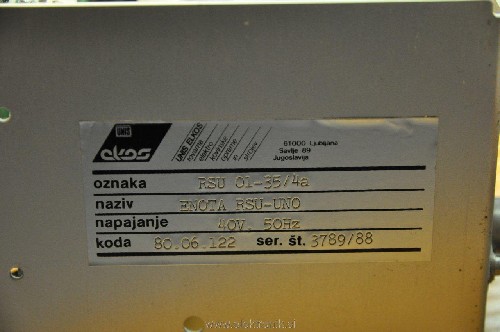 UNIS
ekos
UNIS ELKOS
61000 Ljubljana
Savlje 89
Jugoslavija
oznaka RSU 01-35/4a
naziv ENOTA RSU-UNO
napajanje 40V. 50Hz
koda 80.06.122 ser. št. 3789/88